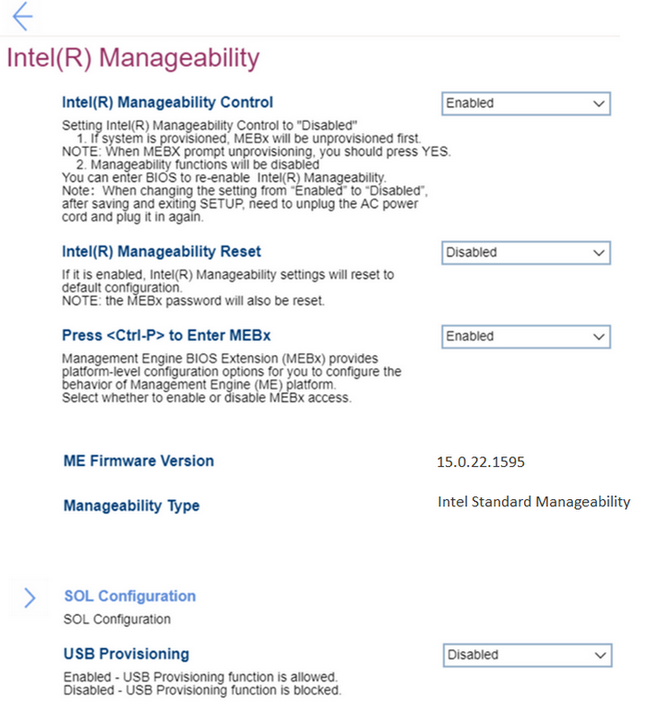 Intel(R) Manageability
Intel(R) Manageability Control
Enabled
Setting Intel(R) Manageability Control to "Disabled"
1. If system is provisioned, MEBx will be unprovisioned first.
NOTE: When MEBX prompt unprovisioning, you should press YES.
2. Manageability functions will be disabled
You can enter BIOS to re-enable Intel(R) Manageability.
Note: When changing the setting from “Enabled” to “Disabled”,
after saving and exiting SETUP, need to unplug the AC power
cord and plug it in again.
Intel(R) Manageability Reset
Disabled
If it is enabled, Intel(R) Manageability settings will reset to
default configuration.
NOTE: the MEBx password will also be reset.
Press <Ctrl-P> to Enter MEBx
Enabled
Management Engine BIOS Extension (MEBx) provides
platform-level configuration options for you to configure the
behavior of Management Engine (ME) platform.
Select whether to enable or disable MEBx access.
ME Firmware Version
15.0.22.1595
Manageability Type
Intel Standard Manageability
SOL Configuration
SOL Configuration
USB Provisioning
Disabled
Enabled - USB Provisioning function is allowed.
Disabled - USB Provisioning function is blocked.